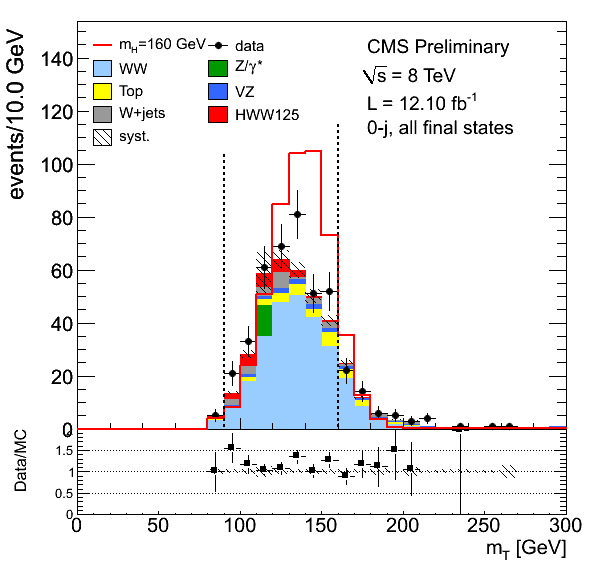 m_H=160 GeV
data
WW
Z/γ*
Top
VZ
W+jets
HWW125
syst.
CMS Preliminary
√s = 8 TeV
L = 12.10 fb⁻¹
0-j, all final states
events/10.0 GeV
140
120
100
80
60
40
20
0
Data/MC
2
1.5
1
0.5
0
0 50 100 150 200 250 300
m_T [GeV]